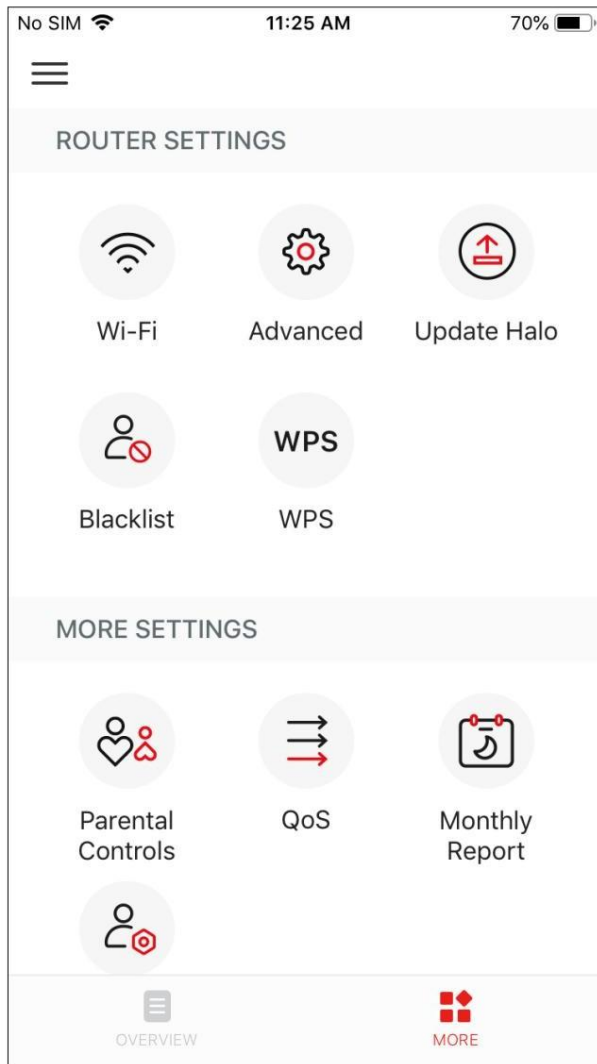 No SIM 11:25 AM 70%
ROUTER SETTINGS
Wi-Fi Advanced Update Halo
WPS
Blacklist WPS
MORE SETTINGS
Parental Controls QoS Monthly Report
OVERVIEW MORE